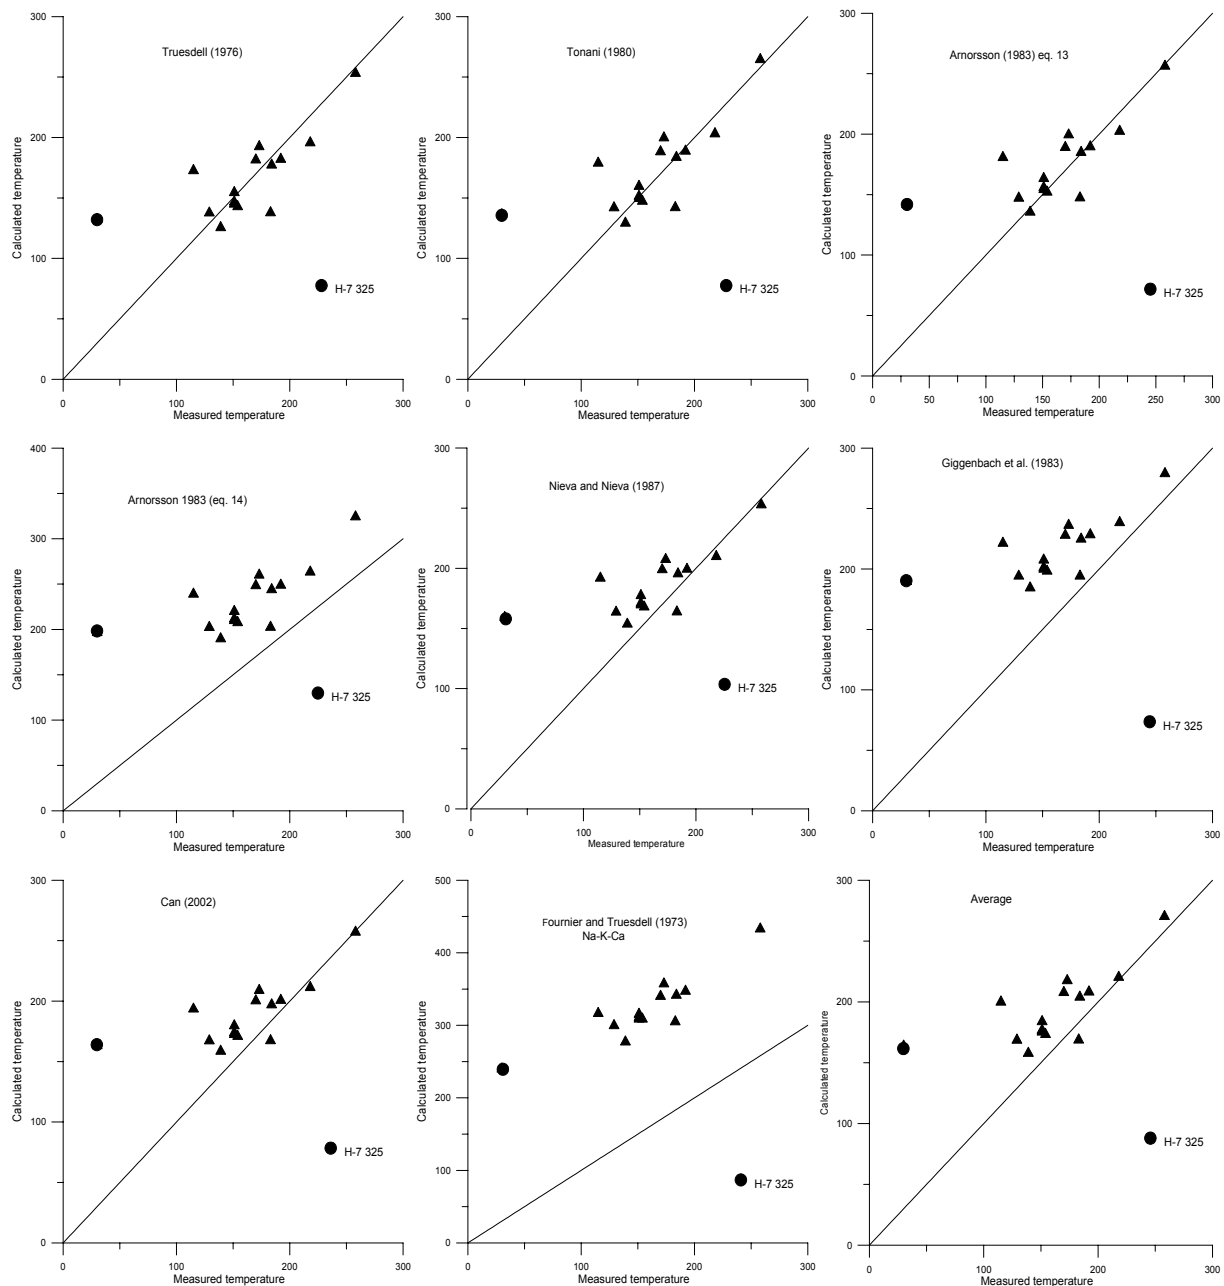 300
200
100
0
Calculated temperature
Truesdell (1976)
H-7 325
0
100
200
300
Measured temperature
300
200
100
0
Calculated temperature
Tonani (1980)
H-7 325
0
100
200
300
Measured temperature
300
200
100
0
Calculated temperature
Arnorsson (1983) eq. 13
H-7 325
0
50
100
150
200
250
300
Measured temperature
400
300
200
100
0
Calculated temperature
Arnorsson 1983 (eq. 14)
H-7 325
0
100
200
300
Measured temperature
300
200
100
0
Calculated temperature
Nieva and Nieva (1987)
H-7 325
0
100
200
300
Measured temperature
300
200
100
0
Calculated temperature
Giggenbach et al. (1983)
H-7 325
0
100
200
300
Measured temperature
300
200
100
0
Calculated temperature
Can (2002)
H-7 325
0
100
200
300
Measured temperature
500
400
300
200
100
0
Calculated temperature
Fournier and Truesdell (1973)
Na-K-Ca
H-7 325
0
100
200
300
Measured temperature
300
200
100
0
Calculated temperature
Average
H-7 325
0
100
200
300
Measured temperature